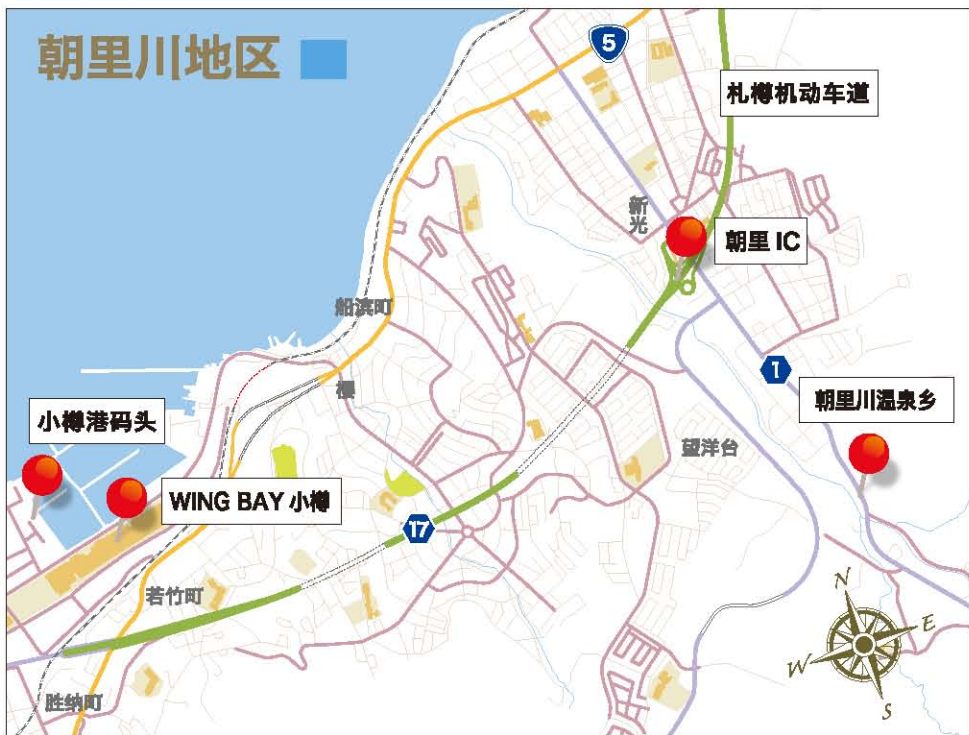 朝里川地区
5
札樽机动车道
新光
朝里 IC
船滨町
1
樱
朝里川温泉乡
小樽港码头
望洋台
WING BAY 小樽
17
若竹町
N
E
W
S
胜纳町